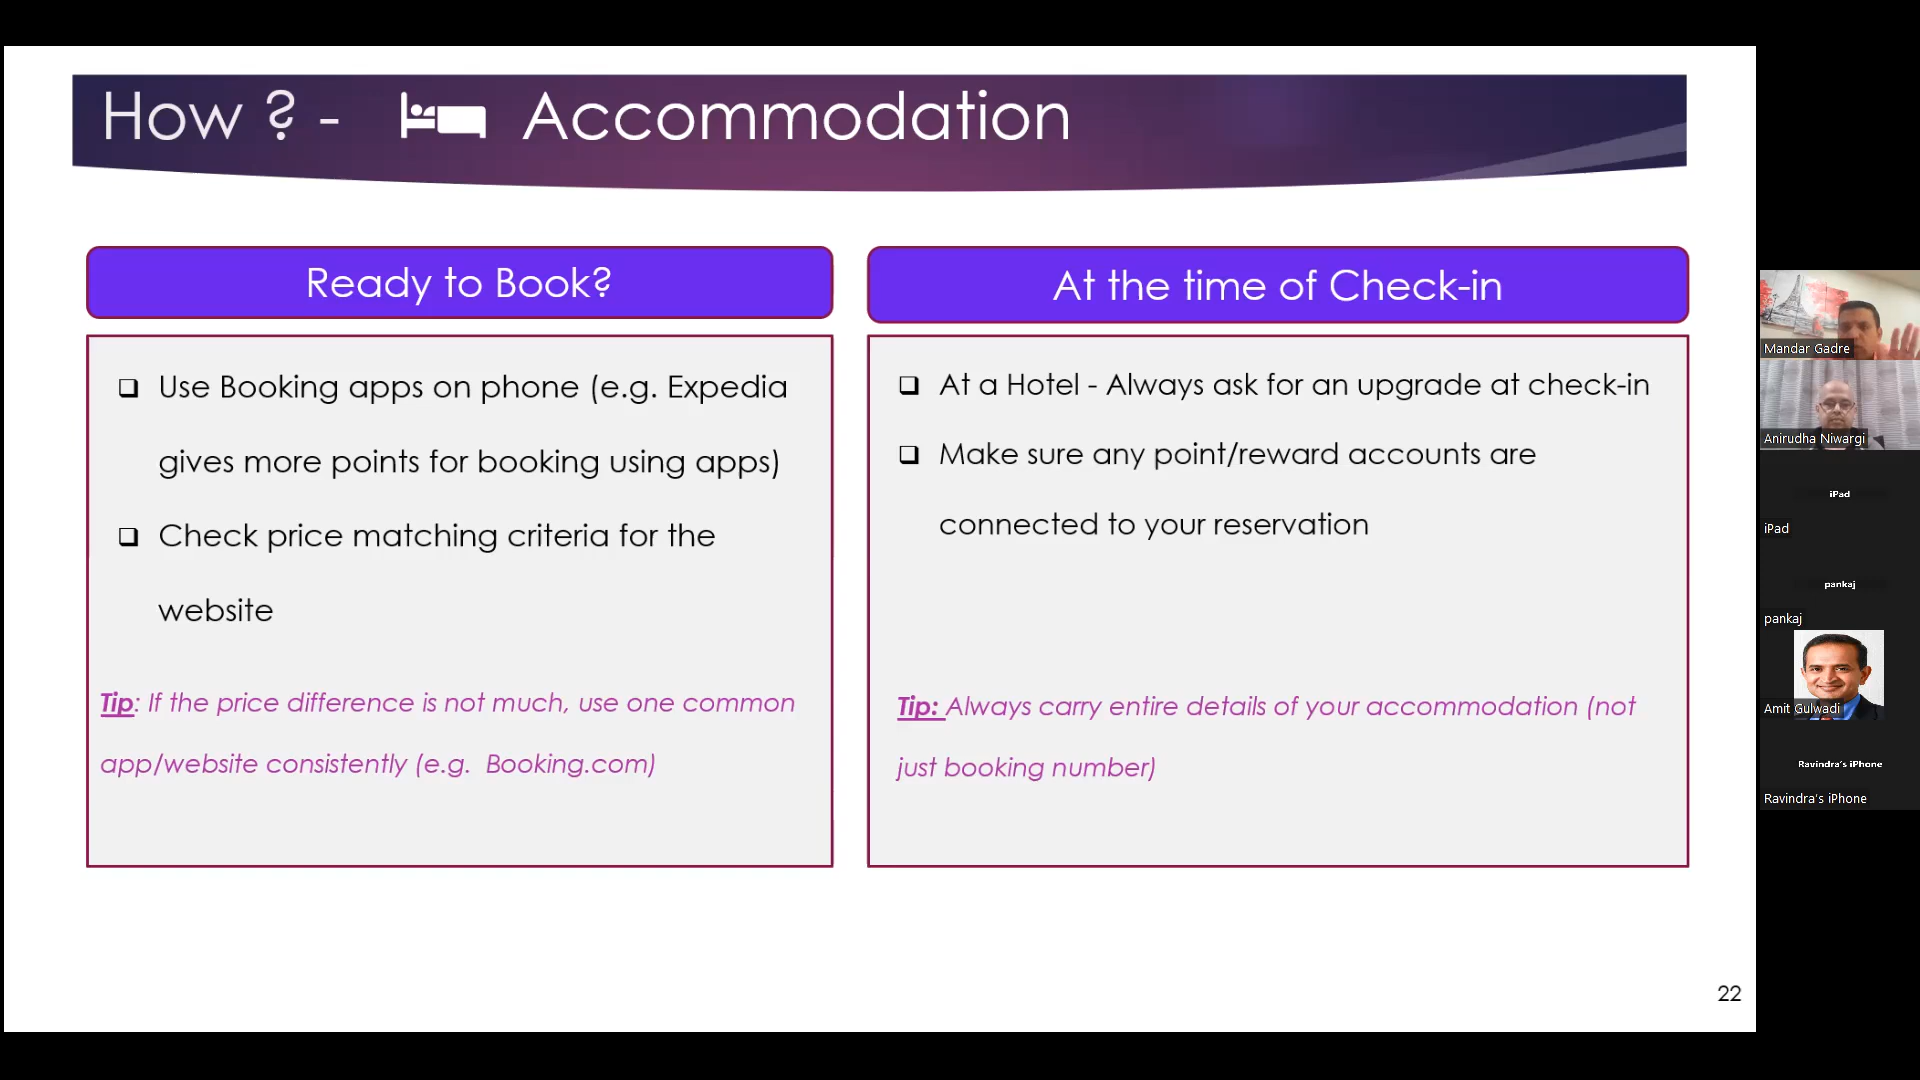 How ? - Accommodation
Ready to Book?
❑ Use Booking apps on phone (e.g. Expedia
gives more points for booking using apps)
❑ Check price matching criteria for the
website
Tip: If the price difference is not much, use one common
app/website consistently (e.g.  Booking.com)
At the time of Check-in
❑ At a Hotel - Always ask for an upgrade at check-in
❑ Make sure any point/reward accounts are
connected to your reservation
Tip: Always carry entire details of your accommodation (not
just booking number)
22
Mandar Gadre
Anirudha Niwargi
iPad
iPad
pankaj
pankaj
Amit Gulwadi
Ravindra's iPhone
Ravindra's iPhone